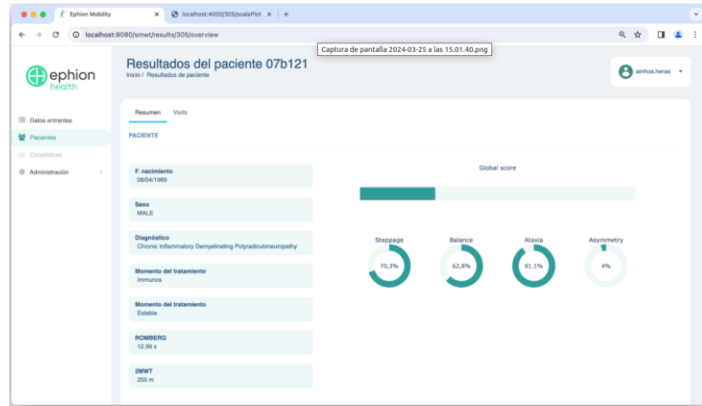 Ephion Mobility
localhost:4000/305/scalePlot
localhost:8080/smwt/results/305/overview
Captura de pantalla 2024-03-25 a las 15.01.40.png
ephion
health
Resultados del paciente 07b121
Inicio / Resultados de paciente
ainhoa.heras
Datos entrantes
Pacientes
Estadísticas
Administración
Resumen Visits
PACIENTE
F. nacimiento
08/04/1969
Sexo
MALE
Diagnóstico
Chronic Inflammatory Demyelinating Polyradiculoneuropathy
Momento del tratamiento
Immunos
Momento del tratamiento
Estable
ROMBERG
12.99 s
2MWT
255 m
Global score
Steppage Balance Ataxia Asymmetry
70,3% 62,8% 91.1% 4%